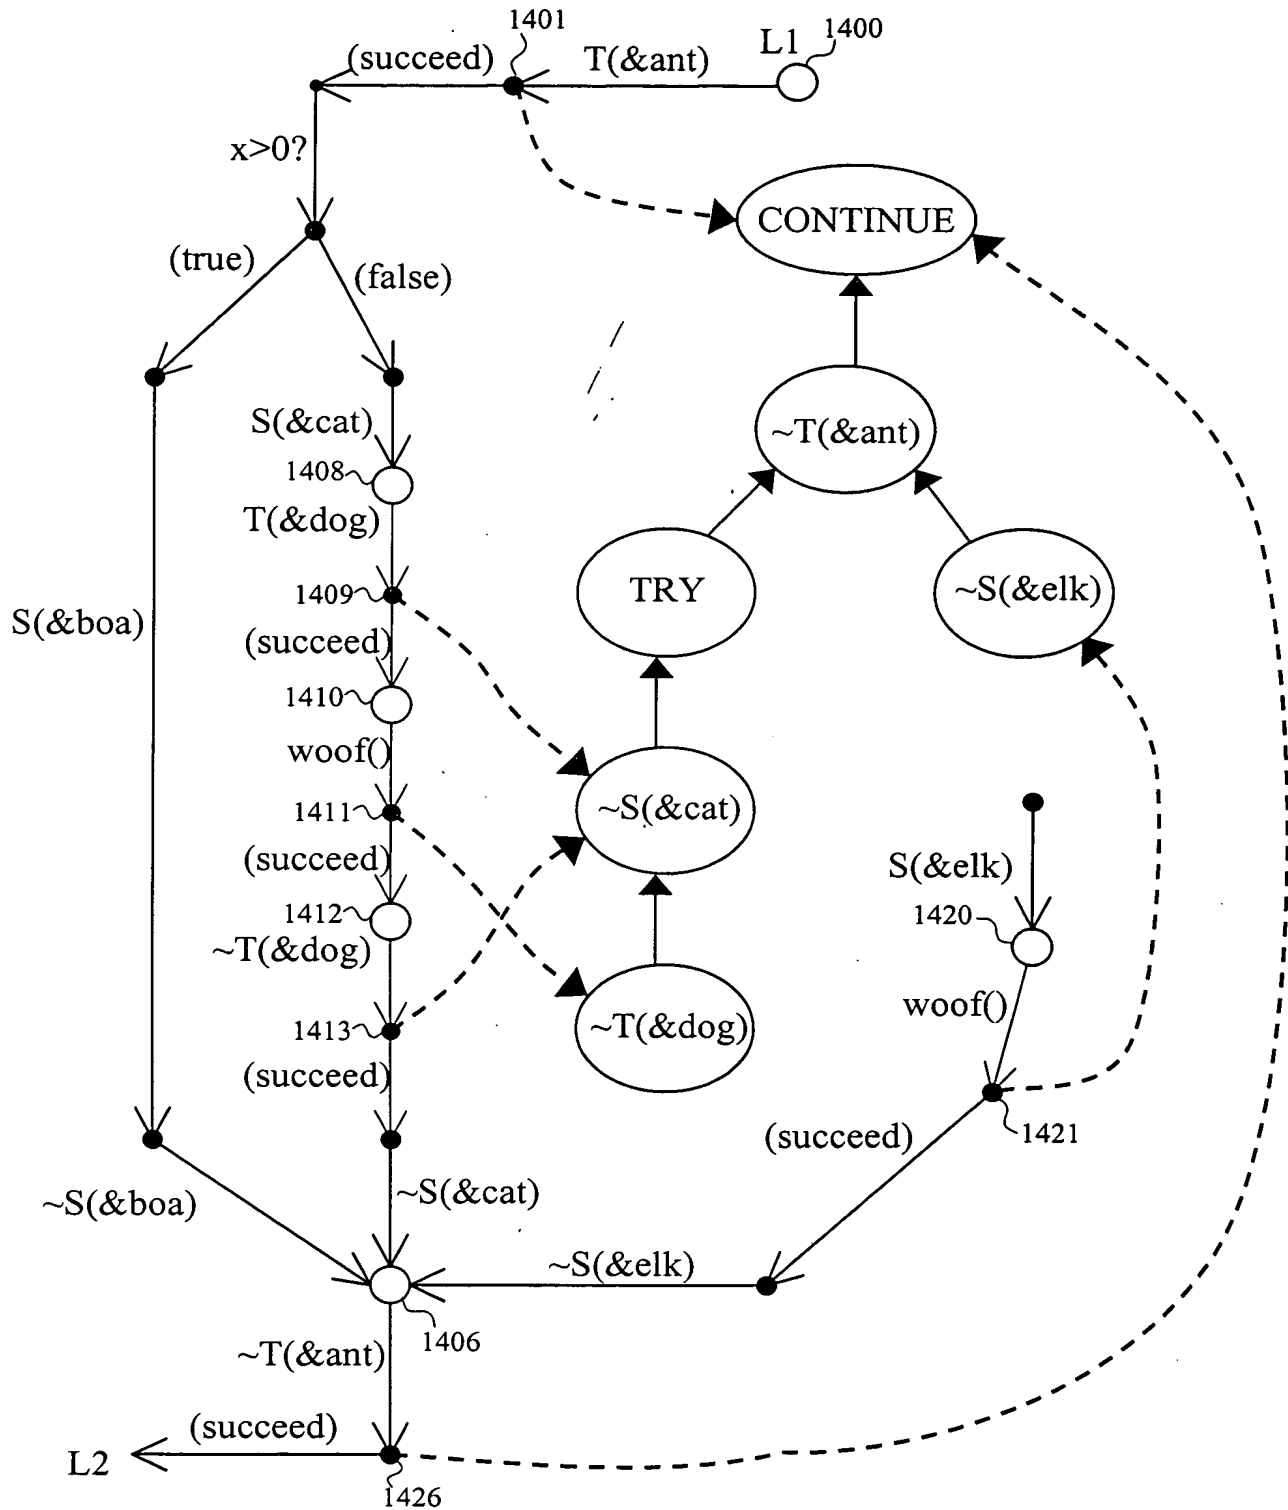 1401
L1
1400
(succeed)
T(&ant)
x>0?
CONTINUE
(true)
(false)
S(&cat)
~T(&ant)
1408
T(&dog)
1409
TRY
~S(&elk)
S(&boa)
(succeed)
1410
woof()
1411
~S(&cat)
(succeed)
S(&elk)
1412
1420
~T(&dog)
woof()
1413
~T(&dog)
(succeed)
(succeed)
1421
~S(&boa)
~S(&cat)
~S(&elk)
1406
~T(&ant)
(succeed)
L2
1426